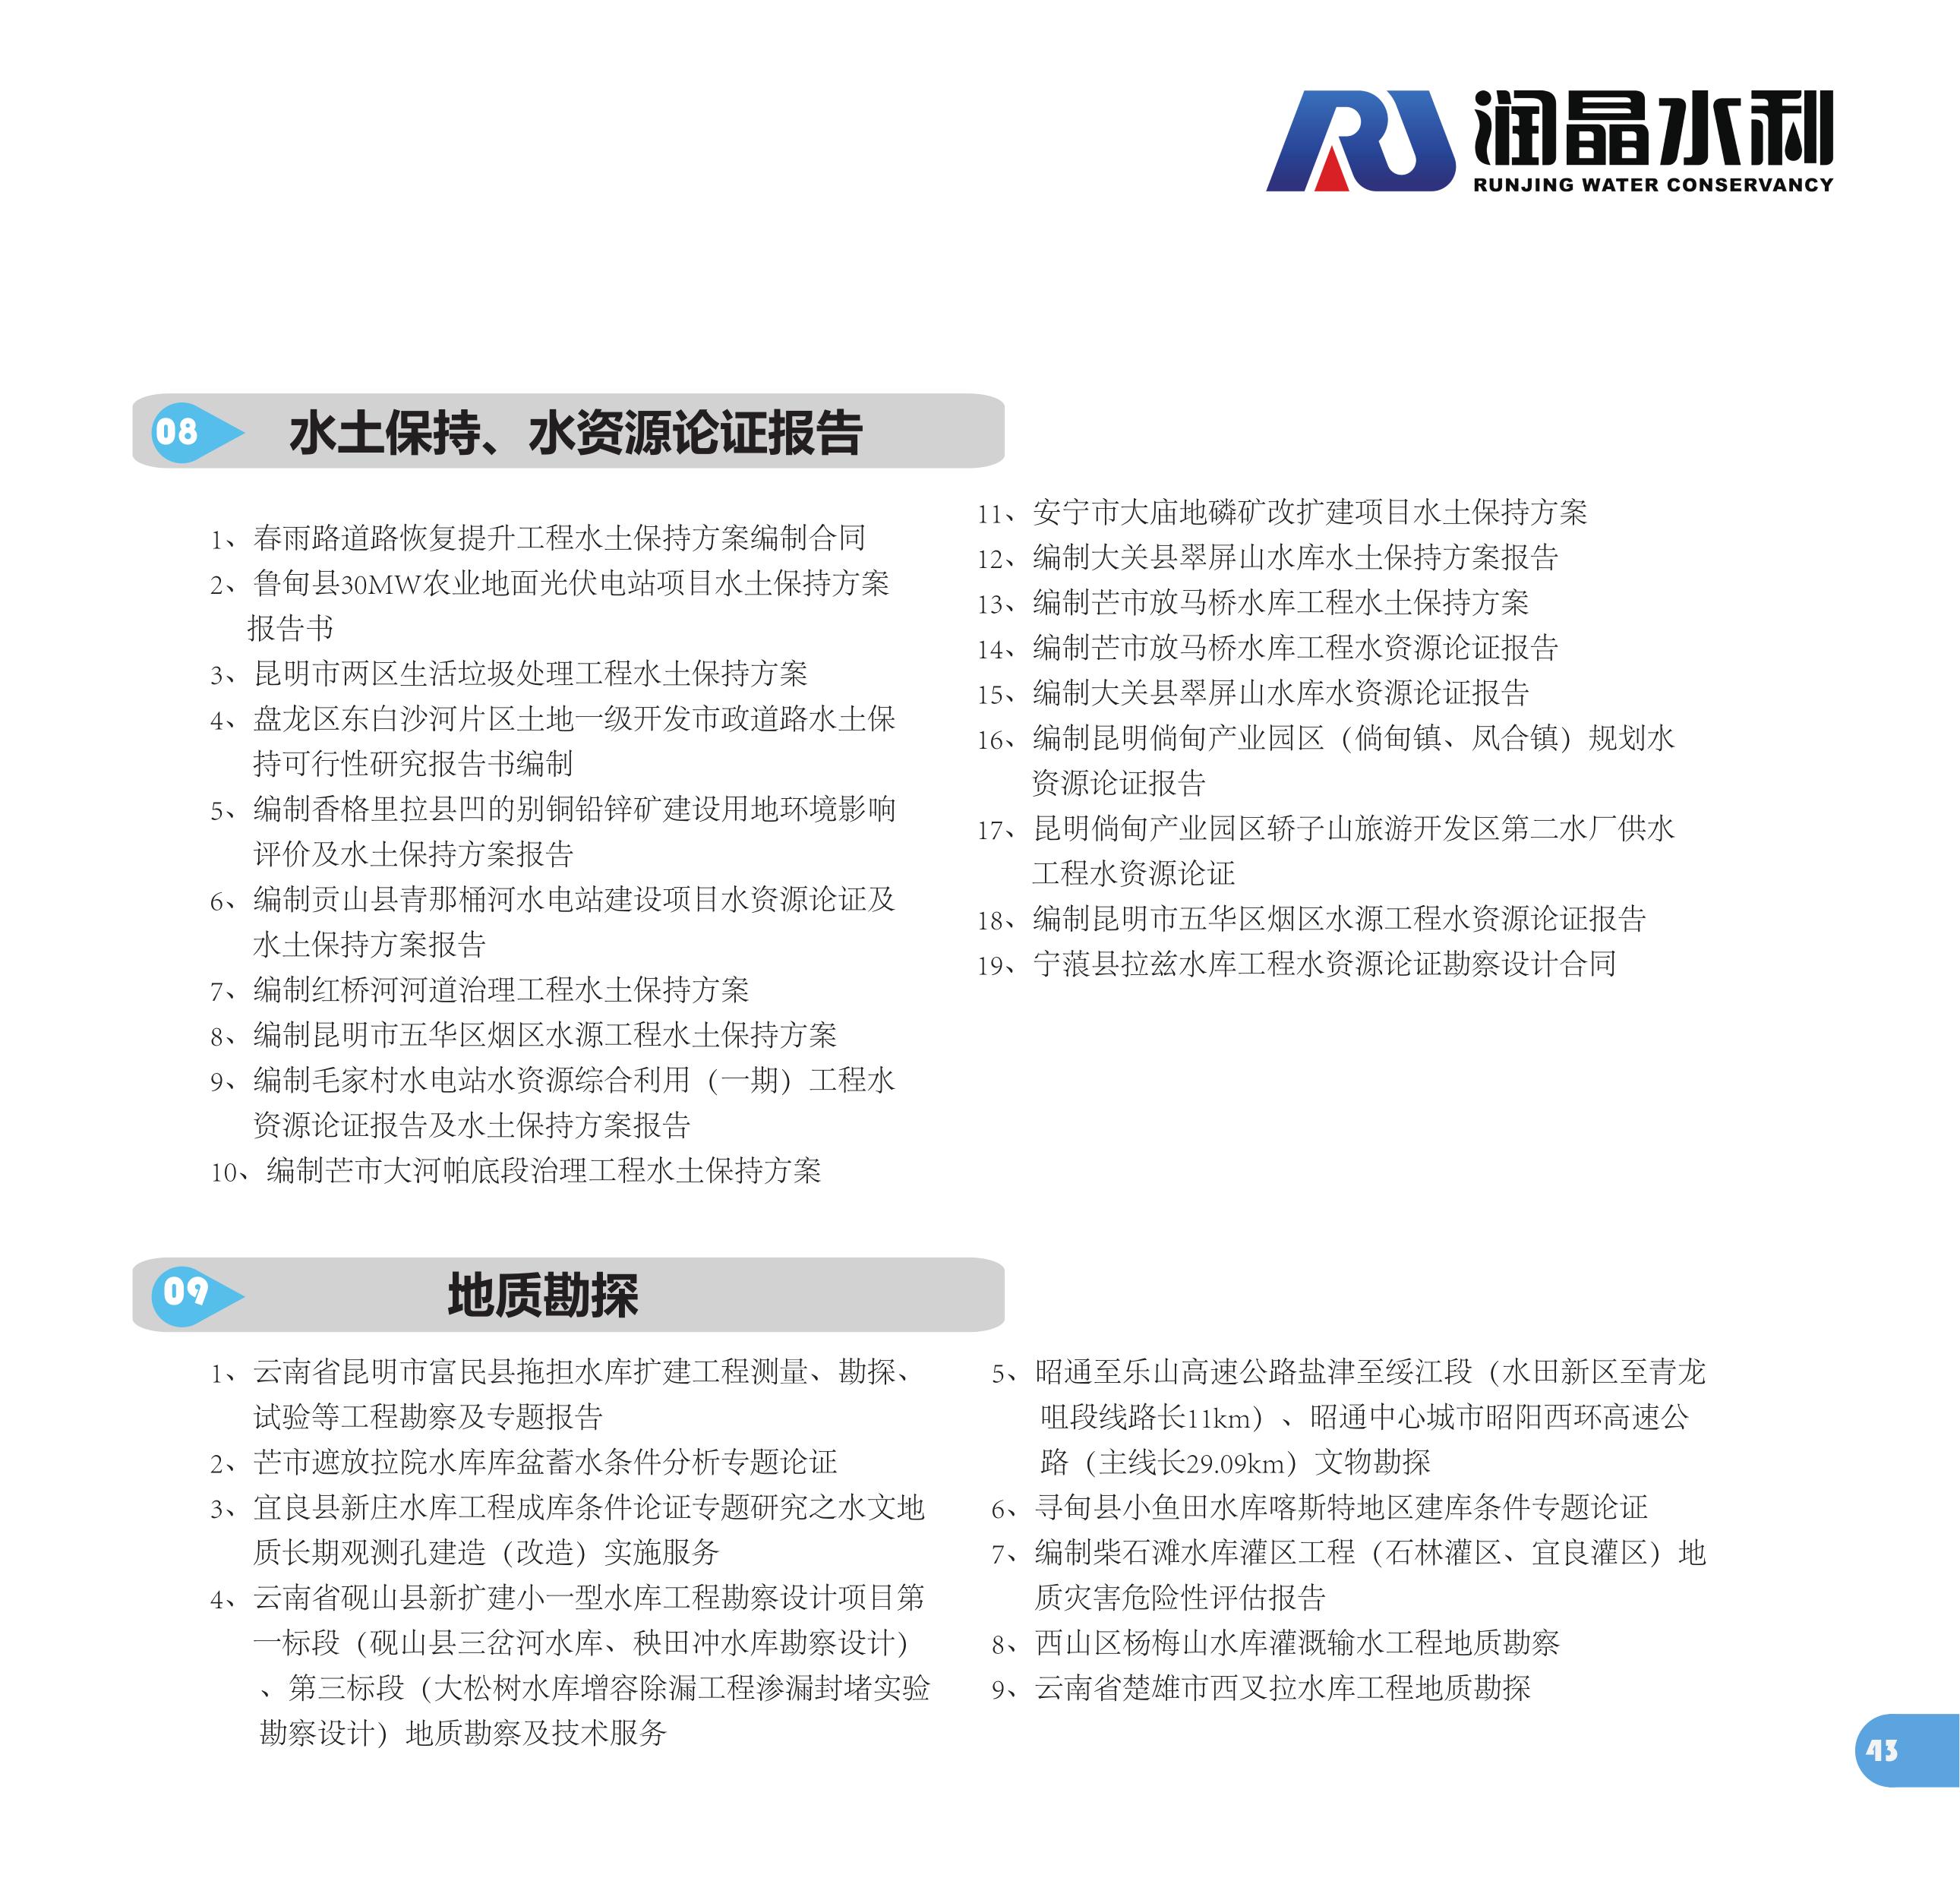 润晶水利
RUNJING WATER CONSERVANCY
08
水土保持、水资源论证报告
1、春雨路道路恢复提升工程水土保持方案编制合同
2、鲁甸县30MW农业地面光伏电站项目水土保持方案
报告书
3、昆明市两区生活垃圾处理工程水土保持方案
4、盘龙区东白沙河片区土地一级开发市政道路水土保
持可行性研究报告书编制
5、编制香格里拉县凹的别铜铅锌矿建设用地环境影响
评价及水土保持方案报告
6、编制贡山县青那桶河水电站建设项目水资源论证及
水土保持方案报告
7、编制红桥河河道治理工程水土保持方案
8、编制昆明市五华区烟区水源工程水土保持方案
9、编制毛家村水电站水资源综合利用（一期）工程水
资源论证报告及水土保持方案报告
10、编制芒市大河帕底段治理工程水土保持方案
11、安宁市大庙地磷矿改扩建项目水土保持方案
12、编制大关县翠屏山水库水土保持方案报告
13、编制芒市放马桥水库工程水土保持方案
14、编制芒市放马桥水库工程水资源论证报告
15、编制大关县翠屏山水库水资源论证报告
16、编制昆明倘甸产业园区（倘甸镇、凤合镇）规划水
资源论证报告
17、昆明倘甸产业园区轿子山旅游开发区第二水厂供水
工程水资源论证
18、编制昆明市五华区烟区水源工程水资源论证报告
19、宁蒗县拉兹水库工程水资源论证勘察设计合同
09
地质勘探
1、云南省昆明市富民县拖担水库扩建工程测量、勘探、
试验等工程勘察及专题报告
2、芒市遮放拉院水库库盆蓄水条件分析专题论证
3、宜良县新庄水库工程成库条件论证专题研究之水文地
质长期观测孔建造（改造）实施服务
4、云南省砚山县新扩建小一型水库工程勘察设计项目第
一标段（砚山县三岔河水库、秧田冲水库勘察设计）
、第三标段（大松树水库增容除漏工程渗漏封堵实验
勘察设计）地质勘察及技术服务
5、昭通至乐山高速公路盐津至绥江段（水田新区至青龙
咀段线路长11km）、昭通中心城市昭阳西环高速公
路（主线长29.09km）文物勘探
6、寻甸县小鱼田水库喀斯特地区建库条件专题论证
7、编制柴石滩水库灌区工程（石林灌区、宜良灌区）地
质灾害危险性评估报告
8、西山区杨梅山水库灌溉输水工程地质勘察
9、云南省楚雄市西叉拉水库工程地质勘探
43